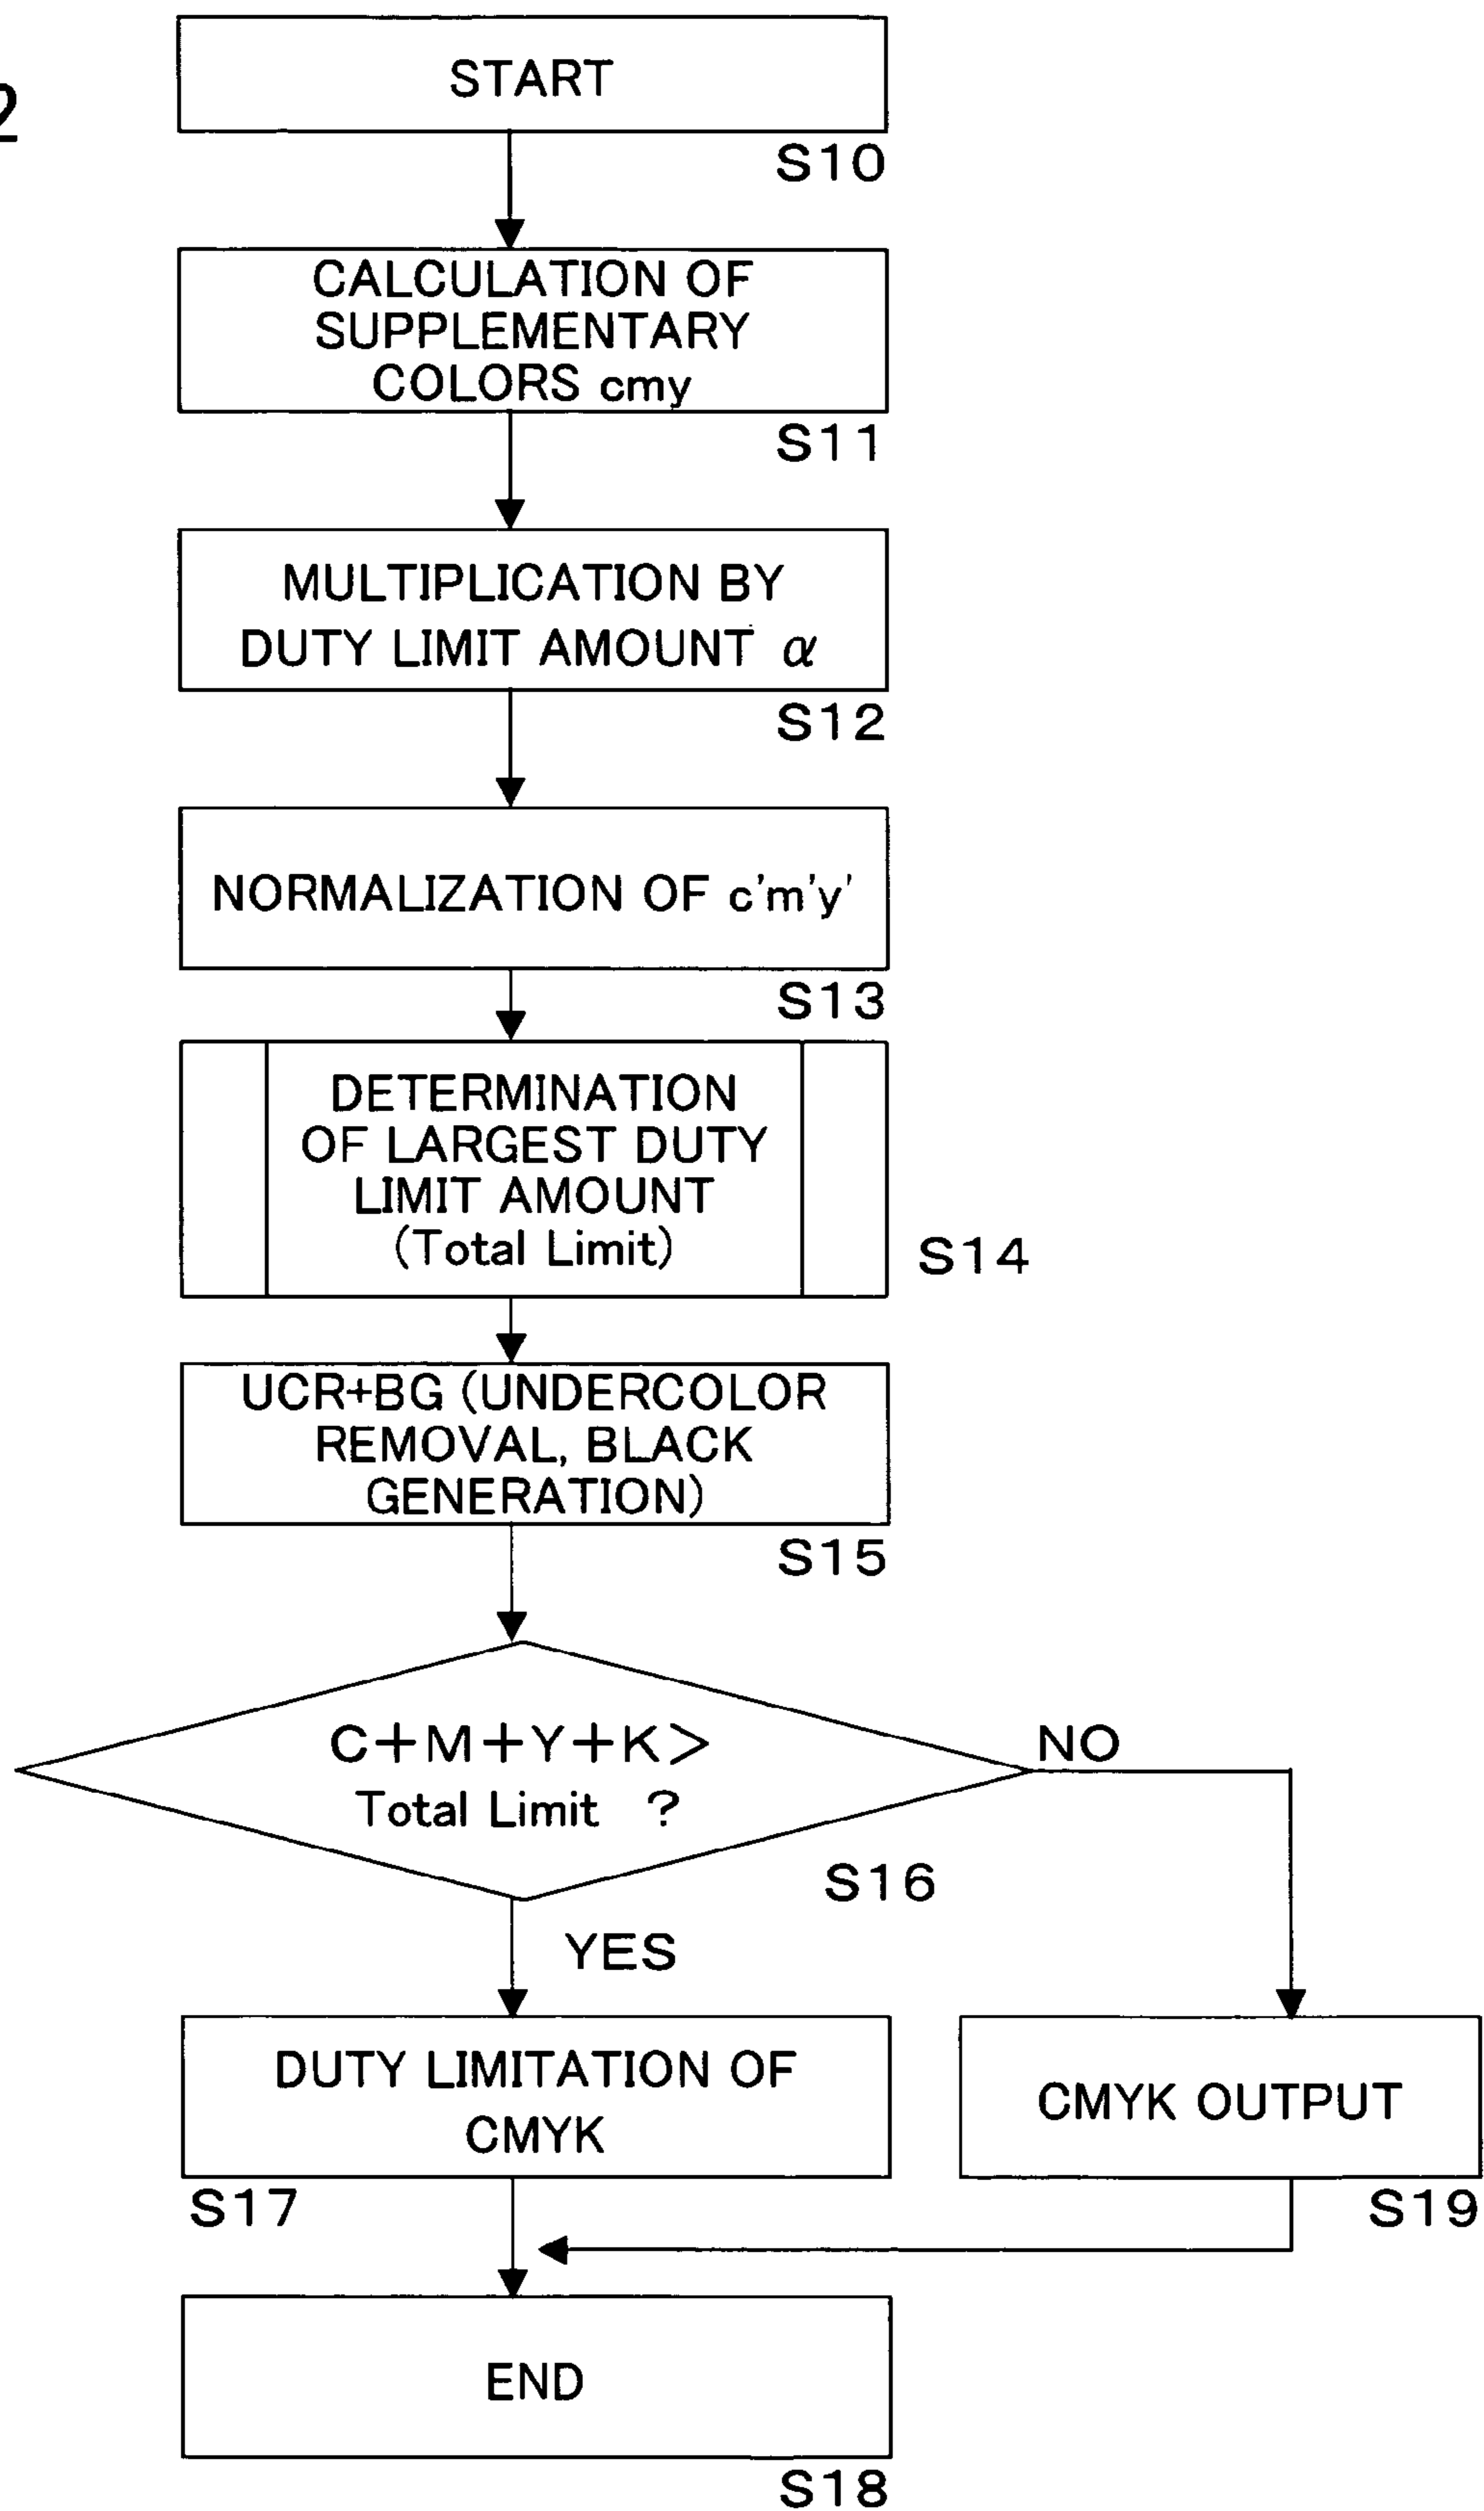 2
START
S10
CALCULATION OF
SUPPLEMENTARY
COLORS cmy
S11
MULTIPLICATION BY
DUTY LIMIT AMOUNT α
S12
NORMALIZATION OF c'm'y'
S13
DETERMINATION
OF LARGEST DUTY
LIMIT AMOUNT
(Total Limit)
S14
UCR+BG (UNDERCOLOR
REMOVAL, BLACK
GENERATION)
S15
C+M+Y+K>
Total Limit ?
NO
S16
YES
DUTY LIMITATION OF
CMYK
S17
CMYK OUTPUT
S19
END
S18